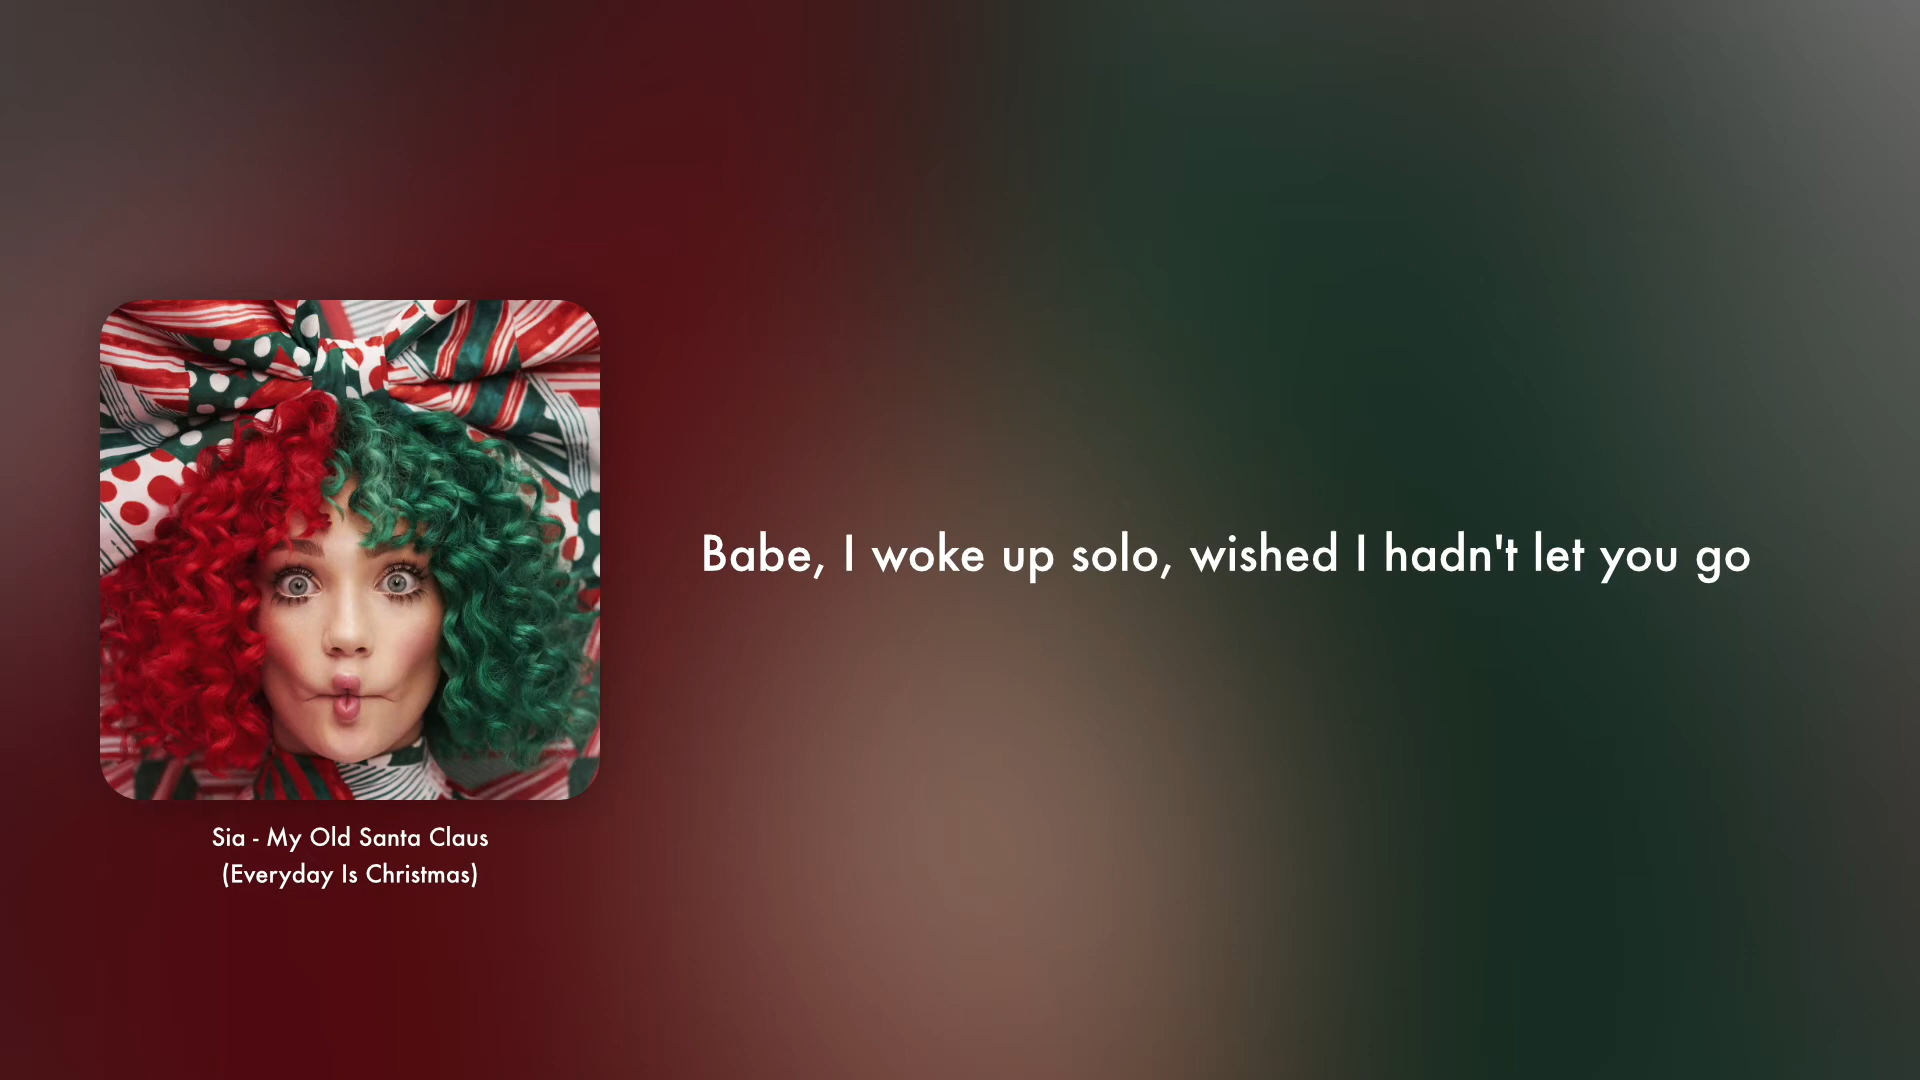 Babe, I woke up solo, wished I hadn't let you go
Sia - My Old Santa Claus
(Everyday Is Christmas)